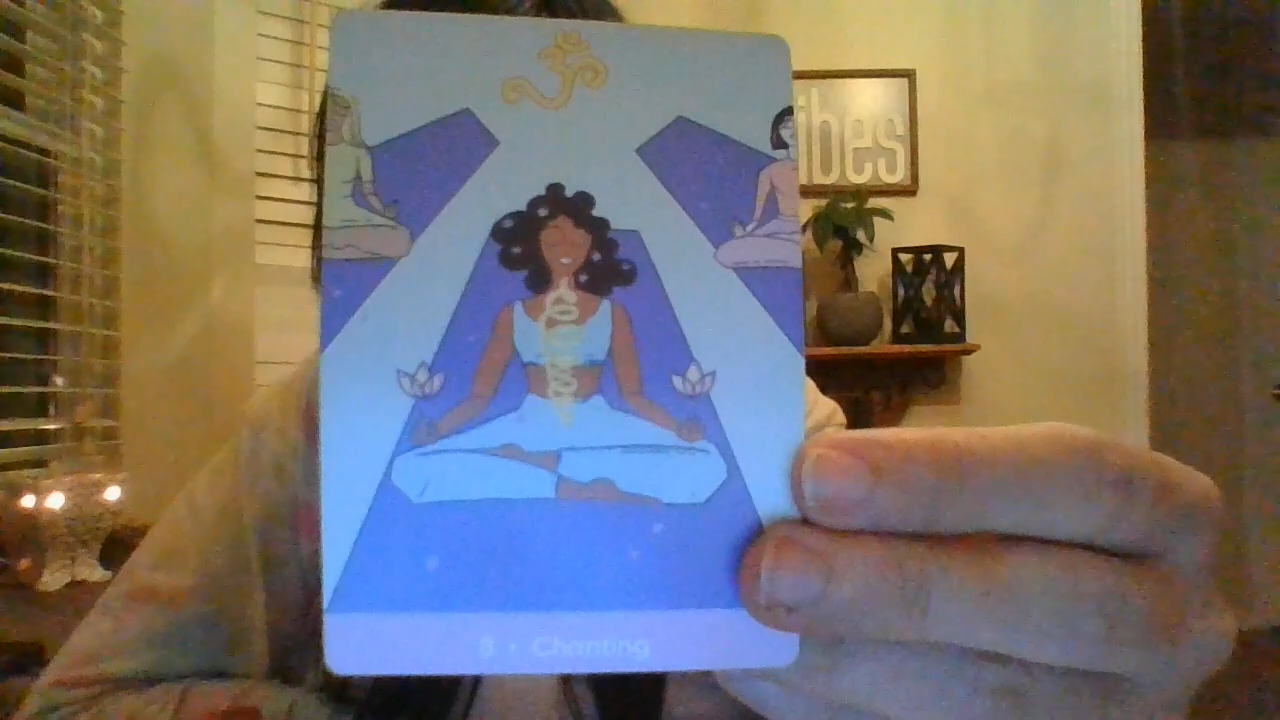 ॐ
ibes
8 • Chanting